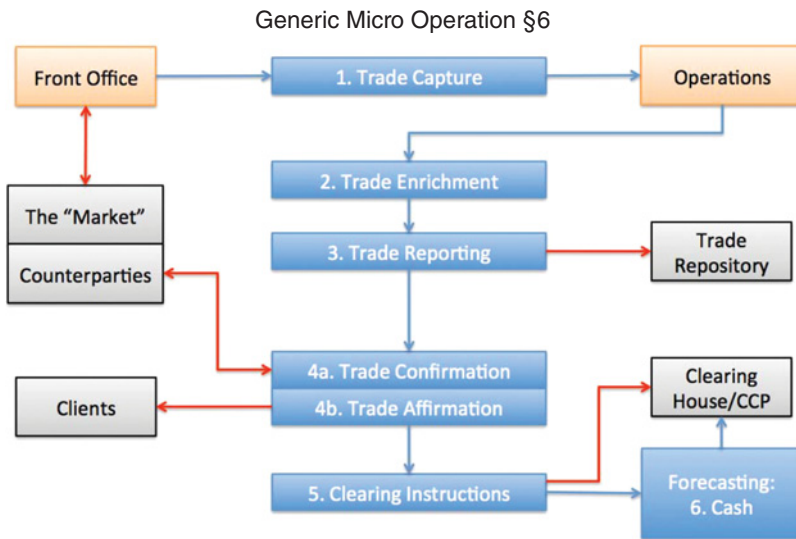 Generic Micro Operation §6
Front Office
1. Trade Capture
Operations
2. Trade Enrichment
The “Market”
3. Trade Reporting
Trade
Repository
Counterparties
4a. Trade Confirmation
Clearing
House/CCP
Clients
4b. Trade Affirmation
5. Clearing Instructions
Forecasting:
6. Cash